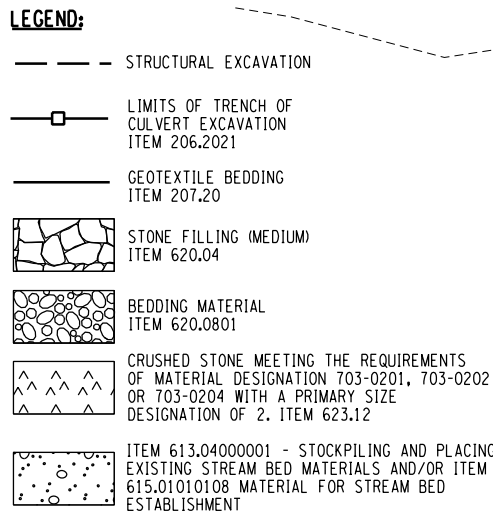 LEGEND:
STRUCTURAL EXCAVATION
LIMITS OF TRENCH OF
CULVERT EXCAVATION
ITEM 206.2021
GEOTEXTILE BEDDING
ITEM 207.20
STONE FILLING (MEDIUM)
ITEM 620.04
BEDDING MATERIAL
ITEM 620.0801
CRUSHED STONE MEETING THE REQUIREMENTS
OF MATERIAL DESIGNATION 703-0201, 703-0202
OR 703-0204 WITH A PRIMARY SIZE
DESIGNATION OF 2. ITEM 623.12
ITEM 613.04000001 - STOCKPILING AND PLACING
EXISTING STREAM BED MATERIALS AND/OR ITEM
615.01010108 MATERIAL FOR STREAM BED
ESTABLISHMENT